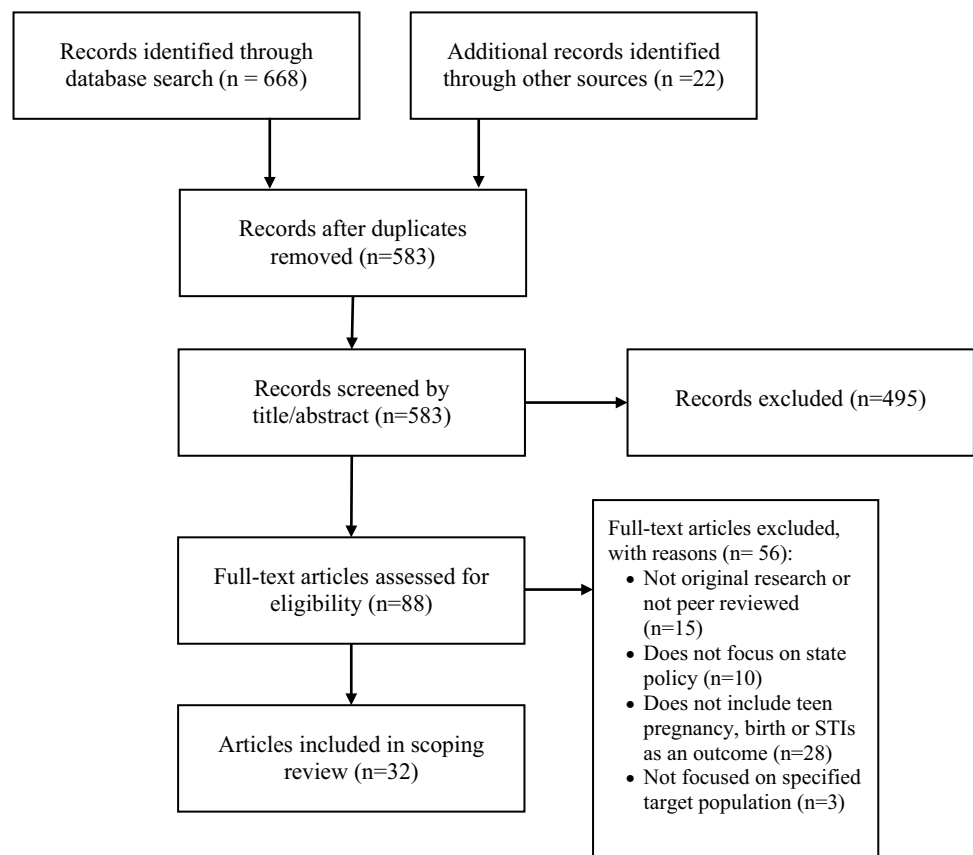 Records identified through
database search (n = 668)
Additional records identified
through other sources (n =22)
Records after duplicates
removed (n=583)
Records screened by
title/abstract (n=583)
Records excluded (n=495)
Full-text articles assessed for
eligibility (n=88)
Full-text articles excluded,
with reasons (n= 56):
• Not original research or
not peer reviewed
(n=15)
• Does not focus on state
policy (n=10)
• Does not include teen
pregnancy, birth or STIs
as an outcome (n=28)
• Not focused on specified
target population (n=3)
Articles included in scoping
review (n=32)